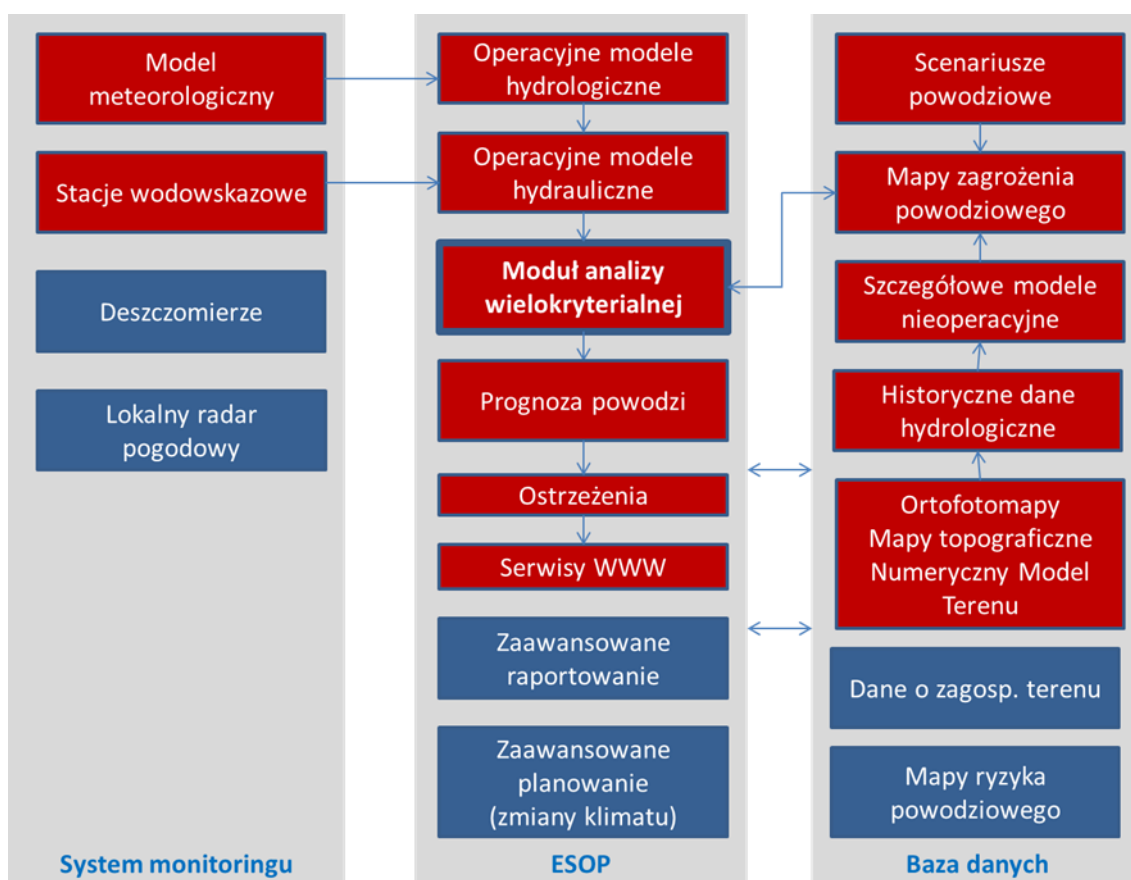 Model
meteorologiczny
Stacje wodowskazowe
Deszczomierze
Lokalny radar
pogodowy
System monitoringu
Operacyjne modele
hydrologiczne
Operacyjne modele
hydrauliczne
Moduł analizy
wielokryterialnej
Prognoza powodzi
Ostrzeżenia
Serwisy WWW
Zaawansowane
raportowanie
Zaawansowane
planowanie
(zmiany klimatu)
ESOP
Scenariusze
powodziowe
Mapy zagrożenia
powodziowego
Szczegółowe modele
nieoperacyjne
Historyczne dane
hydrologiczne
Ortofotomapy
Mapy topograficzne
Numeryczny Model
Terenu
Dane o zagosp. terenu
Mapy ryzyka
powodziowego
Baza danych